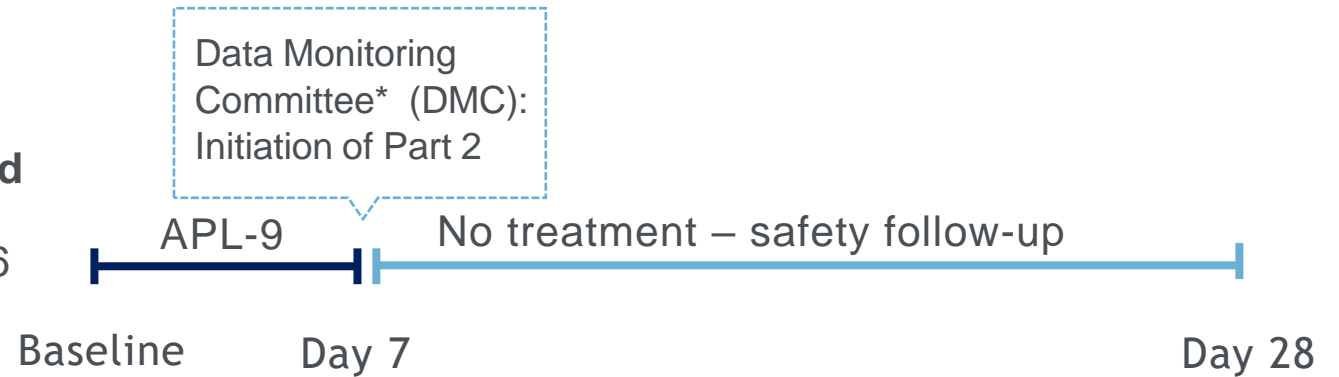 Data Monitoring
Committee* (DMC):
Initiation of Part 2
d
APL-9
No treatment – safety follow-up
6
Baseline
Day 7
Day 28